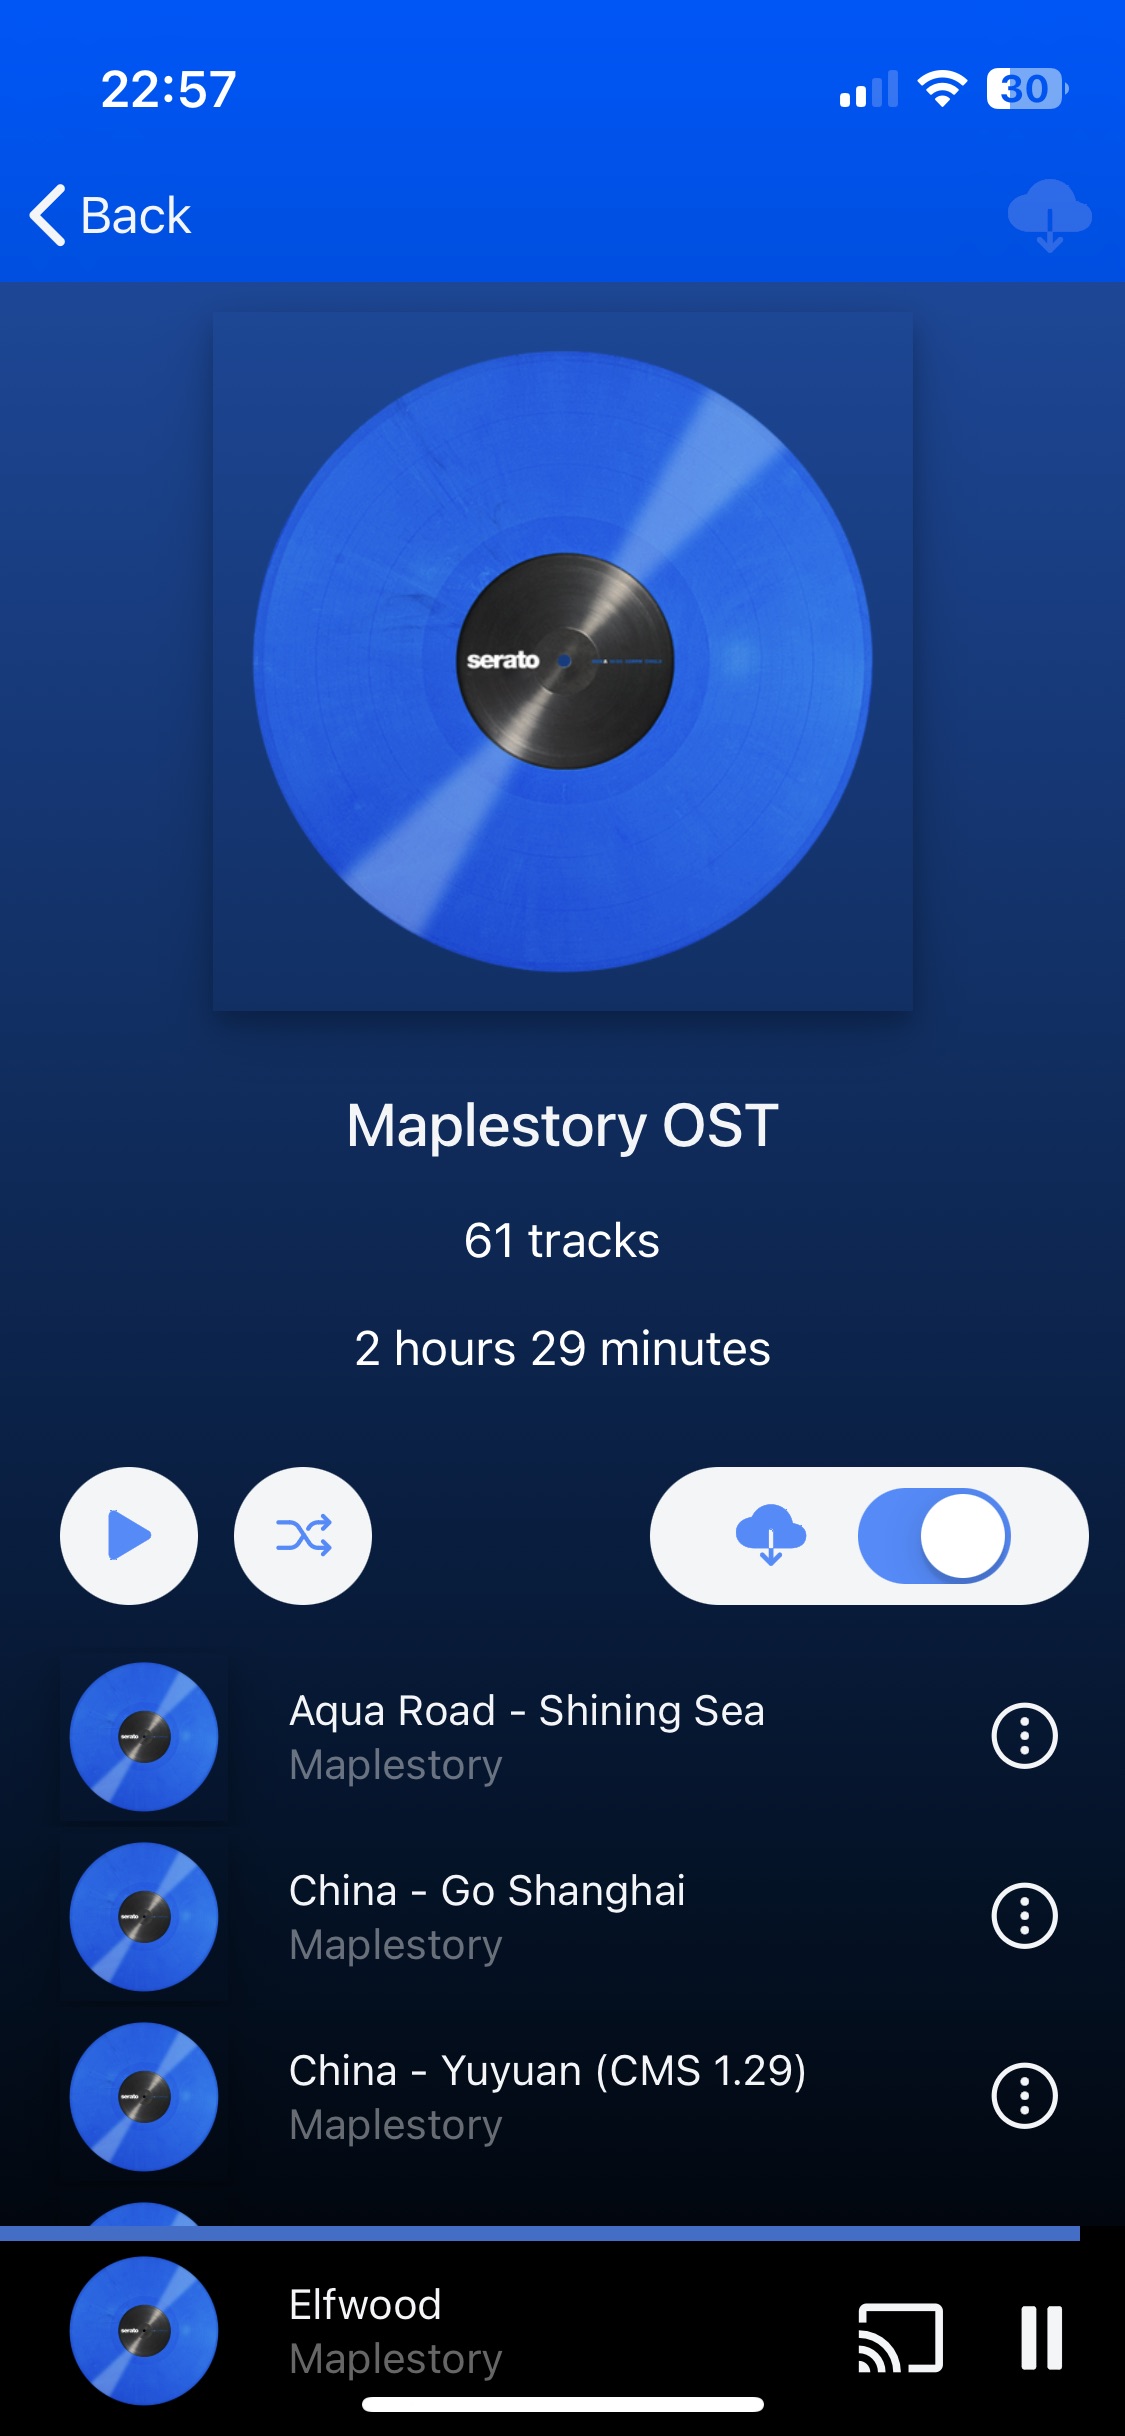 22:57
30
Back
serato
Maplestory OST
61 tracks
2 hours 29 minutes
Aqua Road - Shining Sea
Maplestory
China - Go Shanghai
Maplestory
China - Yuyuan (CMS 1.29)
Maplestory
Elfwood
Maplestory